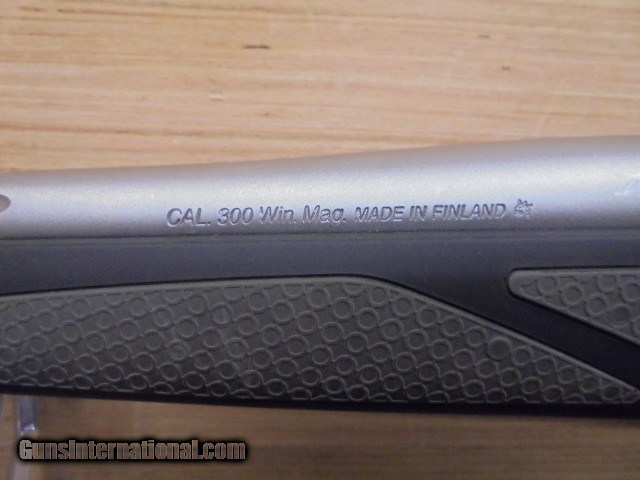 CAL. 300 Win. Mag. MADE IN FINLAND
GunsInternational.com